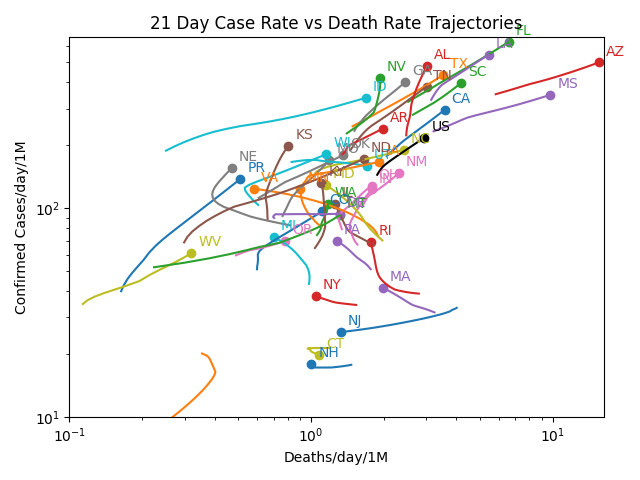 21 Day Case Rate vs Death Rate Trajectories
Confirmed Cases/day/1M
Deaths/day/1M
10²
10¹
10⁻¹
10⁰
10¹
FL
AZ
AL
TX
NV
GA
TN
SC
MS
ID
CA
AR
US
KS
OK
ND
NE
PR
VA
NM
WV
MI
OR
PA
RI
NY
MA
NJ
CT
NH